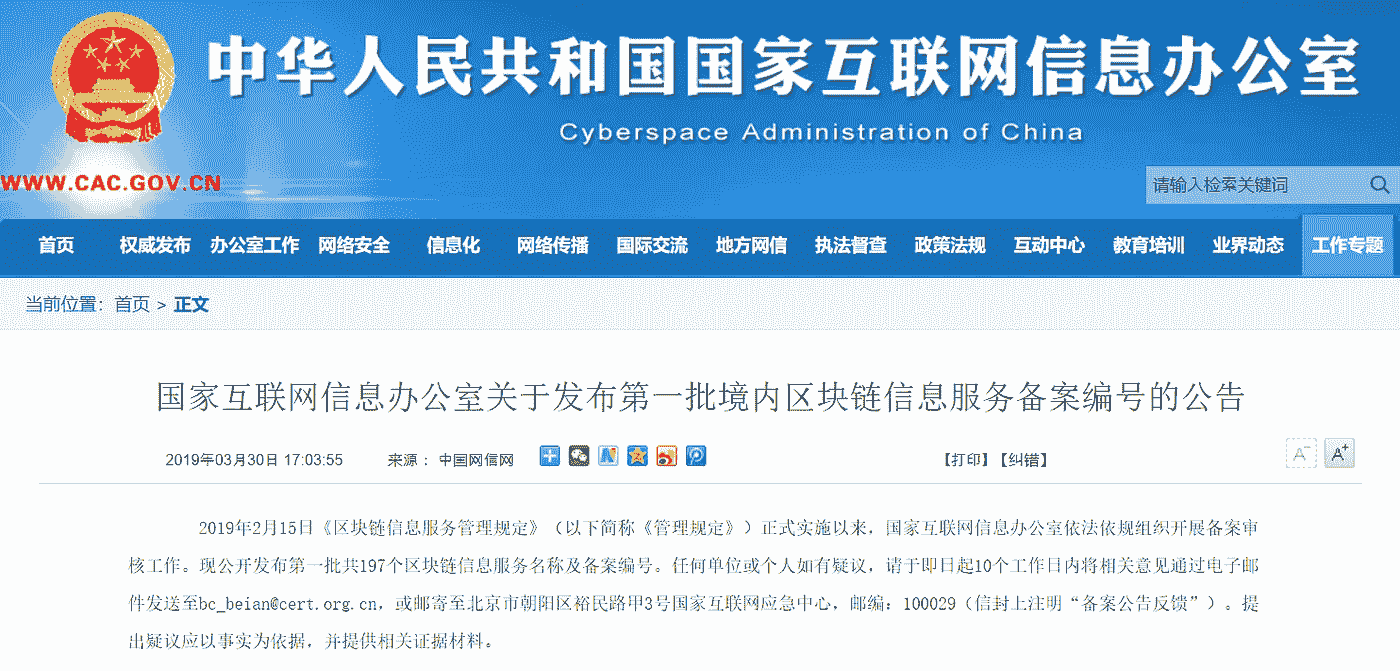 中华人民共和国国家互联网信息办公室
Cyberspace Administration of China
WWW.CAC.GOV.CN
请输入检索关键词
首页 权威发布 办公室工作 网络安全 信息化 网络传播 国际交流 地方网信 执法督查 政策法规 互动中心 教育培训 业界动态 工作专题
当前位置：首页 > 正文
国家互联网信息办公室关于发布第一批境内区块链信息服务备案编号的公告
2019年03月30日 17:03:55 来源： 中国网信网 【打印】【纠错】 A- A+
2019年2月15日《区块链信息服务管理规定》（以下简称《管理规定》）正式实施以来，国家互联网信息办公室依法依规组织开展备案审
核工作。现公开发布第一批共197个区块链信息服务名称及备案编号。任何单位或个人如有疑议，请于即日起10个工作日内将相关意见通过电子邮
件发送至bc_beian@cert.org.cn，或邮寄至北京市朝阳区裕民路甲3号国家互联网应急中心，邮编：100029（信封上注明“备案公告反馈”）。提
出疑议应以事实为依据，并提供相关证据材料。